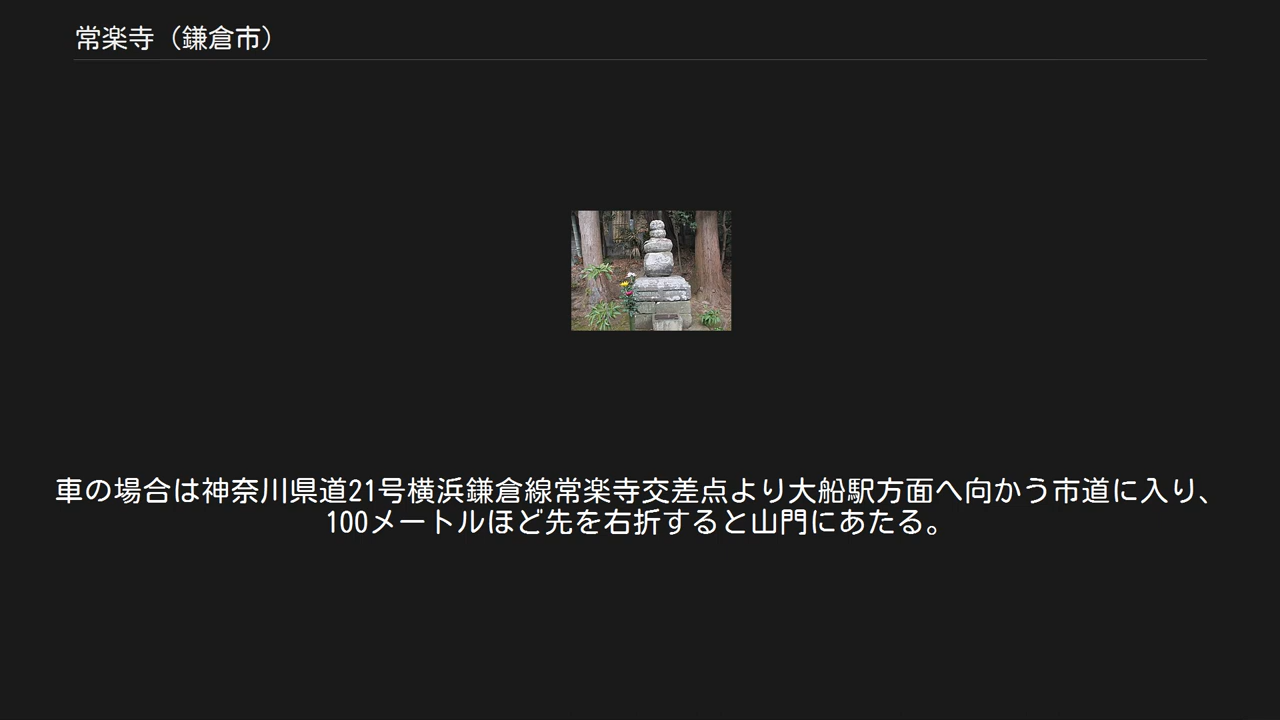 常楽寺（鎌倉市）
車の場合は神奈川県道21号横浜鎌倉線常楽寺交差点より大船駅方面へ向かう市道に入り、
100メートルほど先を右折すると山門にあたる。